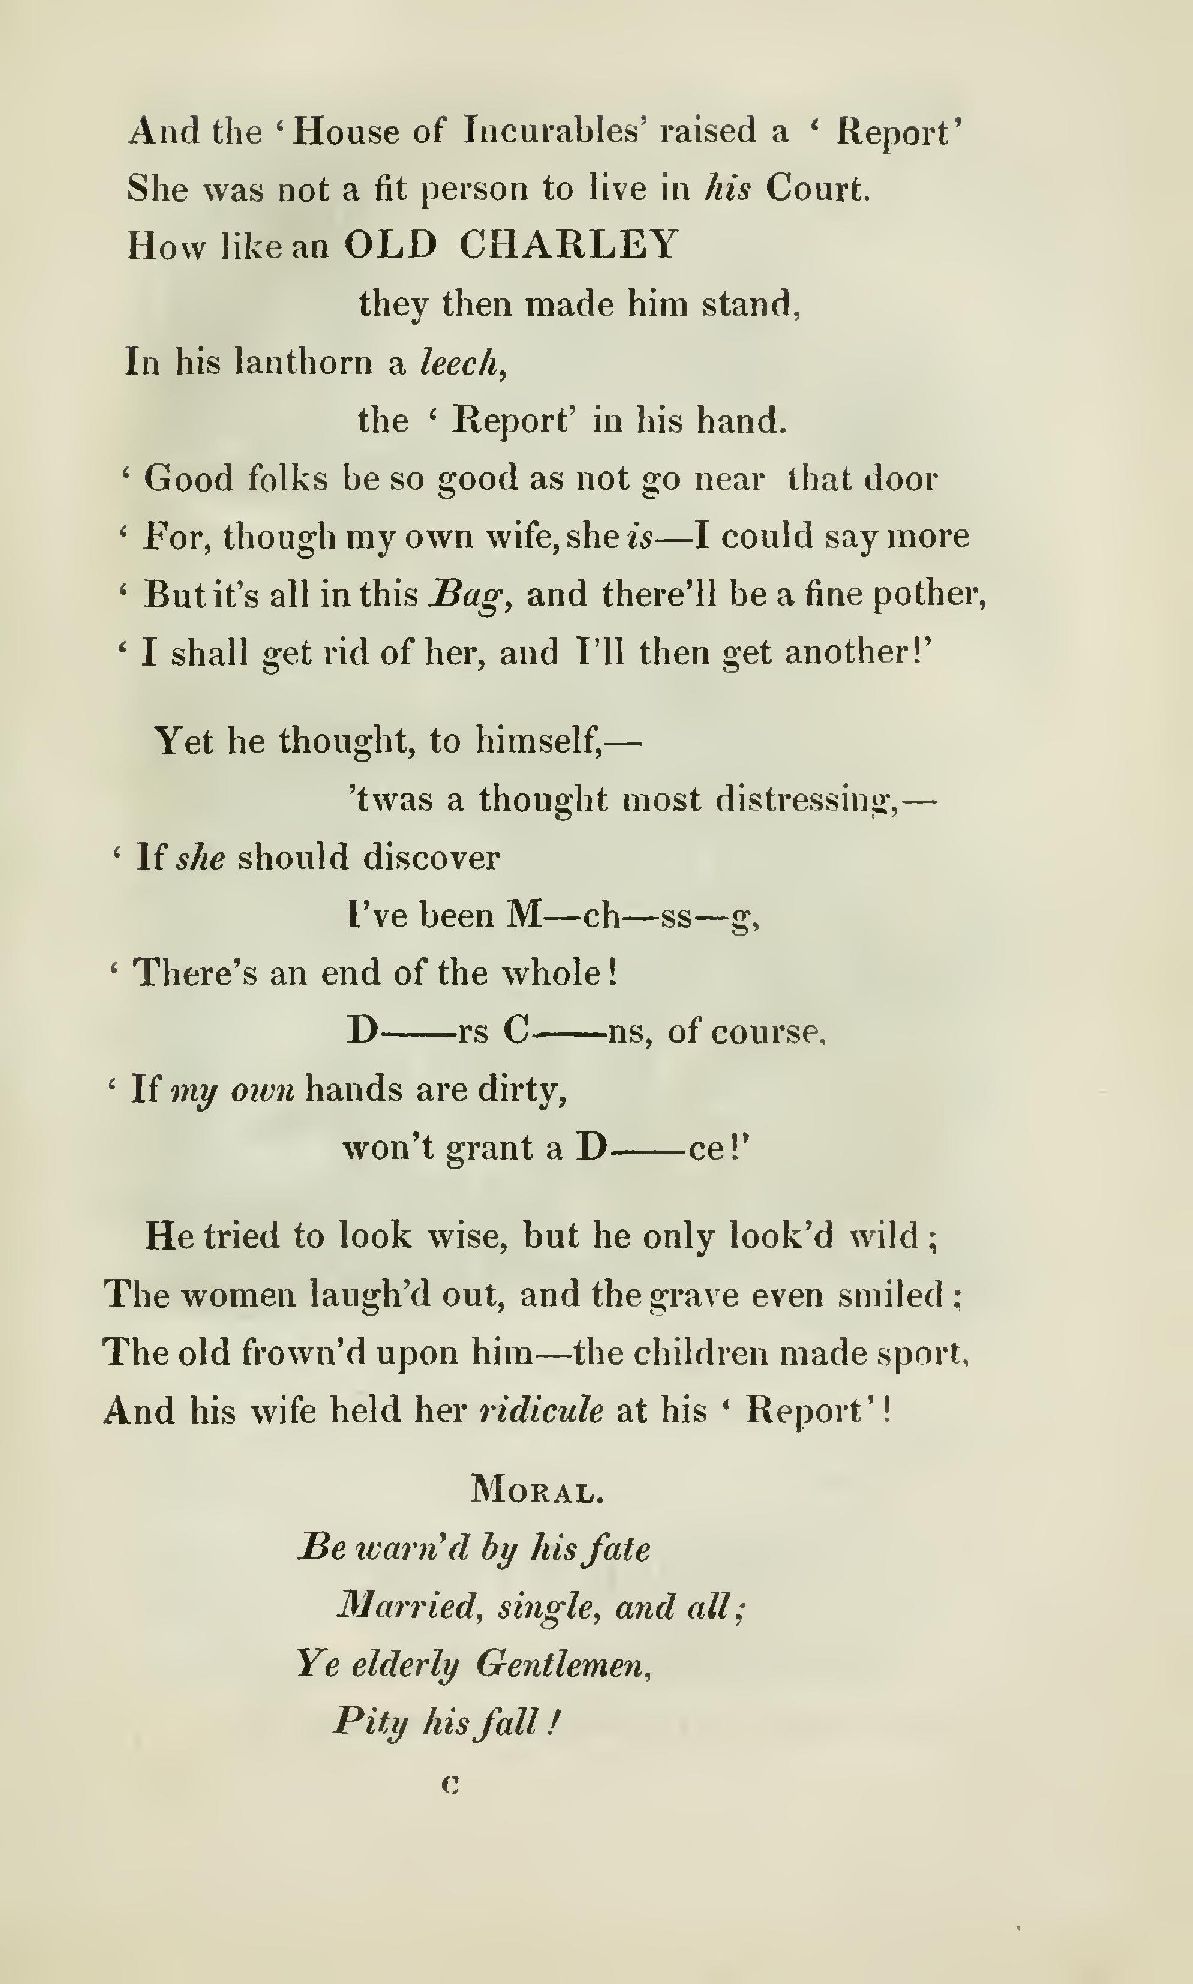 And the ‘ House of Incurables’ raised a ‘ Report’
She was not a fit person to live in his Court.
How like an OLD CHARLEY
they then made him stand,
In his lanthorn a leech,
the ‘ Report’ in his hand.
‘ Good folks be so good as not go near that door
‘ For, though my own wife, she is—I could say more
‘ But it’s all in this Bag, and there’ll be a fine pother,
‘ I shall get rid of her, and I’ll then get another!’
Yet he thought, to himself,—
’twas a thought most distressing,—
‘ If she should discover
I’ve been M—ch—ss—g,
‘ There’s an end of the whole!
D——rs C——ns, of course,
‘ If my own hands are dirty,
won’t grant a D——ce!’
He tried to look wise, but he only look’d wild ;
The women laugh’d out, and the grave even smiled ;
The old frown’d upon him—the children made sport,
And his wife held her ridicule at his ‘ Report’ !
MORAL.
Be warn’d by his fate
Married, single, and all ;
Ye elderly Gentlemen,
Pity his fall !
C